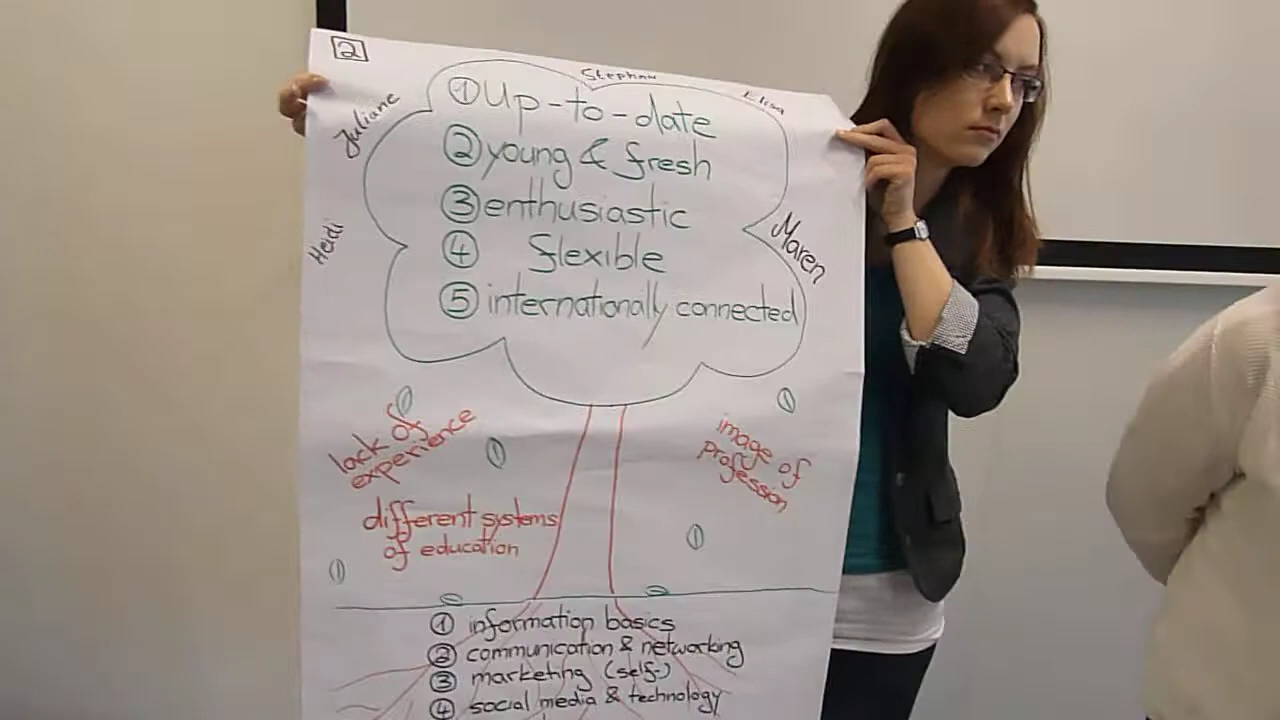 2
Stephan
Elisa
Juliane
Heidi
Maren
① Up-to-date
② young & fresh
③ enthusiastic
④ flexible
⑤ internationally connected
lack of
experience
image of
profession
different systems
of education
① information basics
② communication & networking
③ marketing (self-)
④ social media & technology